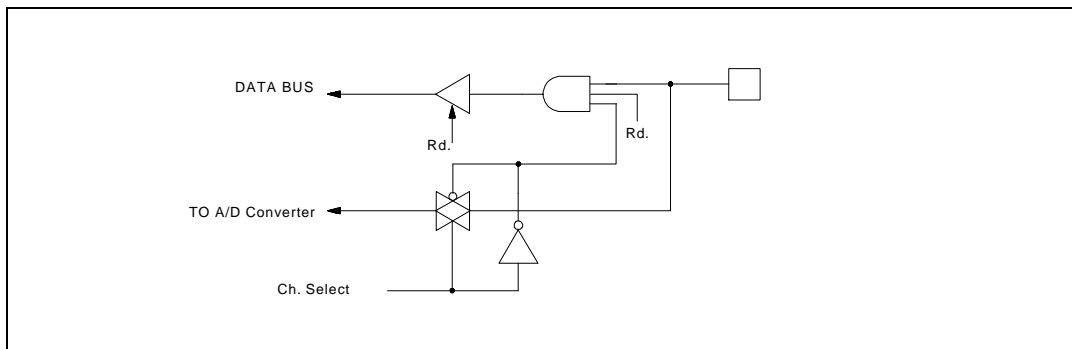 DATA BUS
Rd.
Rd.
TO A/D Converter
Ch. Select